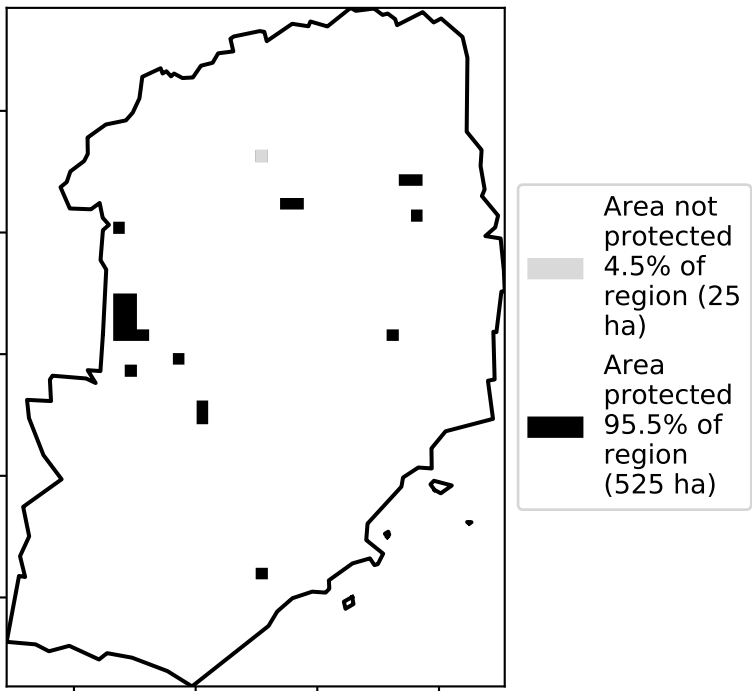 Area not
protected
4.5% of
region (25
ha)
Area
protected
95.5% of
region
(525 ha)